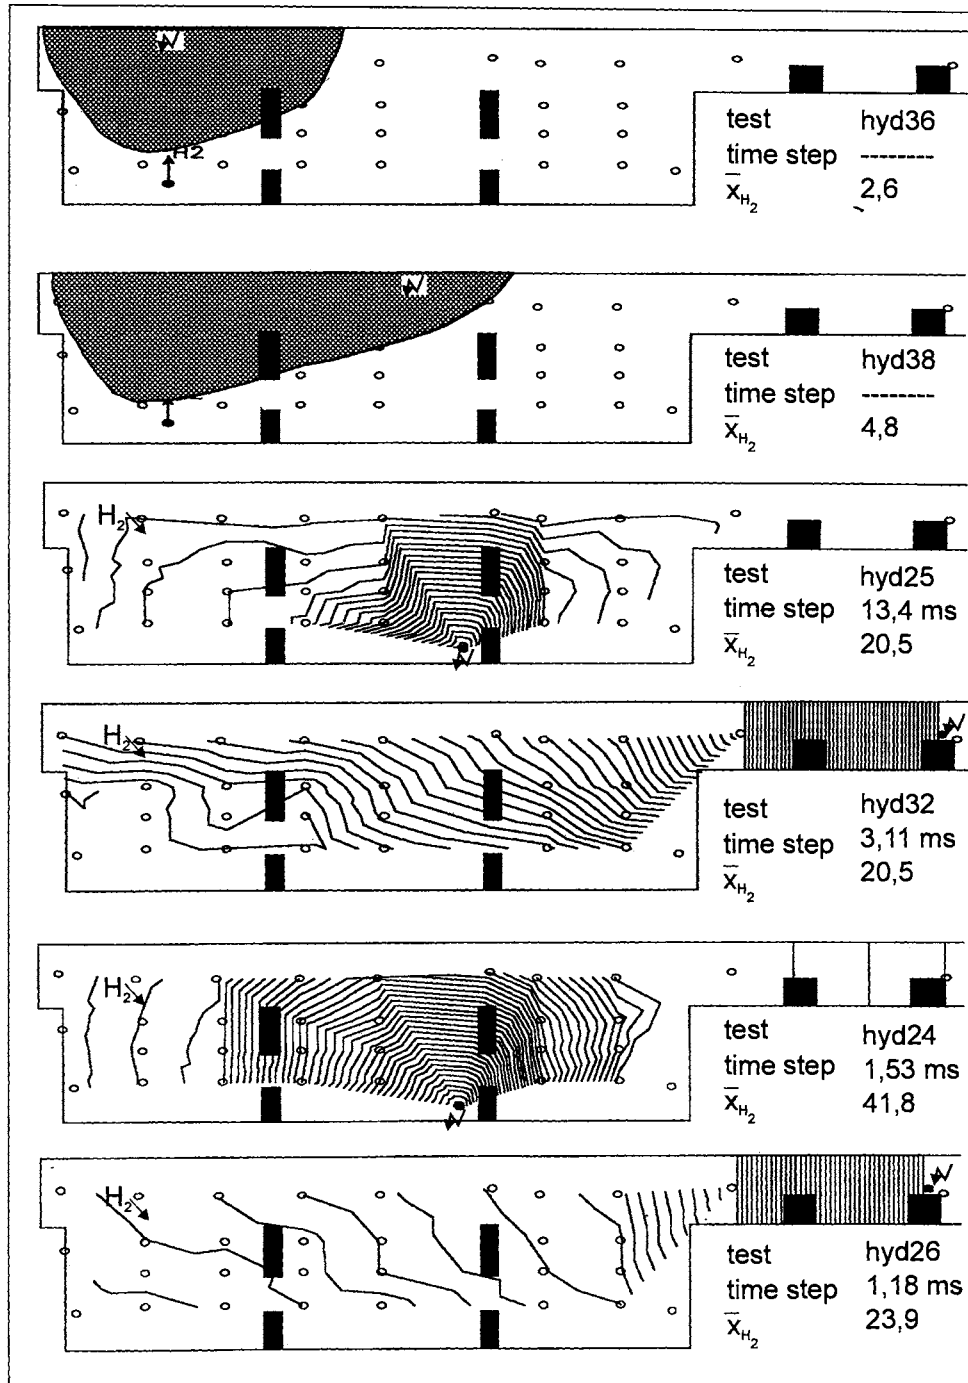 H2
test hyd36
time step --------
x̄H₂ 2,6
test hyd38
time step --------
x̄H₂ 4,8
H₂
test hyd25
time step 13,4 ms
x̄H₂ 20,5
H₂
test hyd32
time step 3,11 ms
x̄H₂ 20,5
H₂
test hyd24
time step 1,53 ms
x̄H₂ 41,8
H₂
test hyd26
time step 1,18 ms
x̄H₂ 23,9